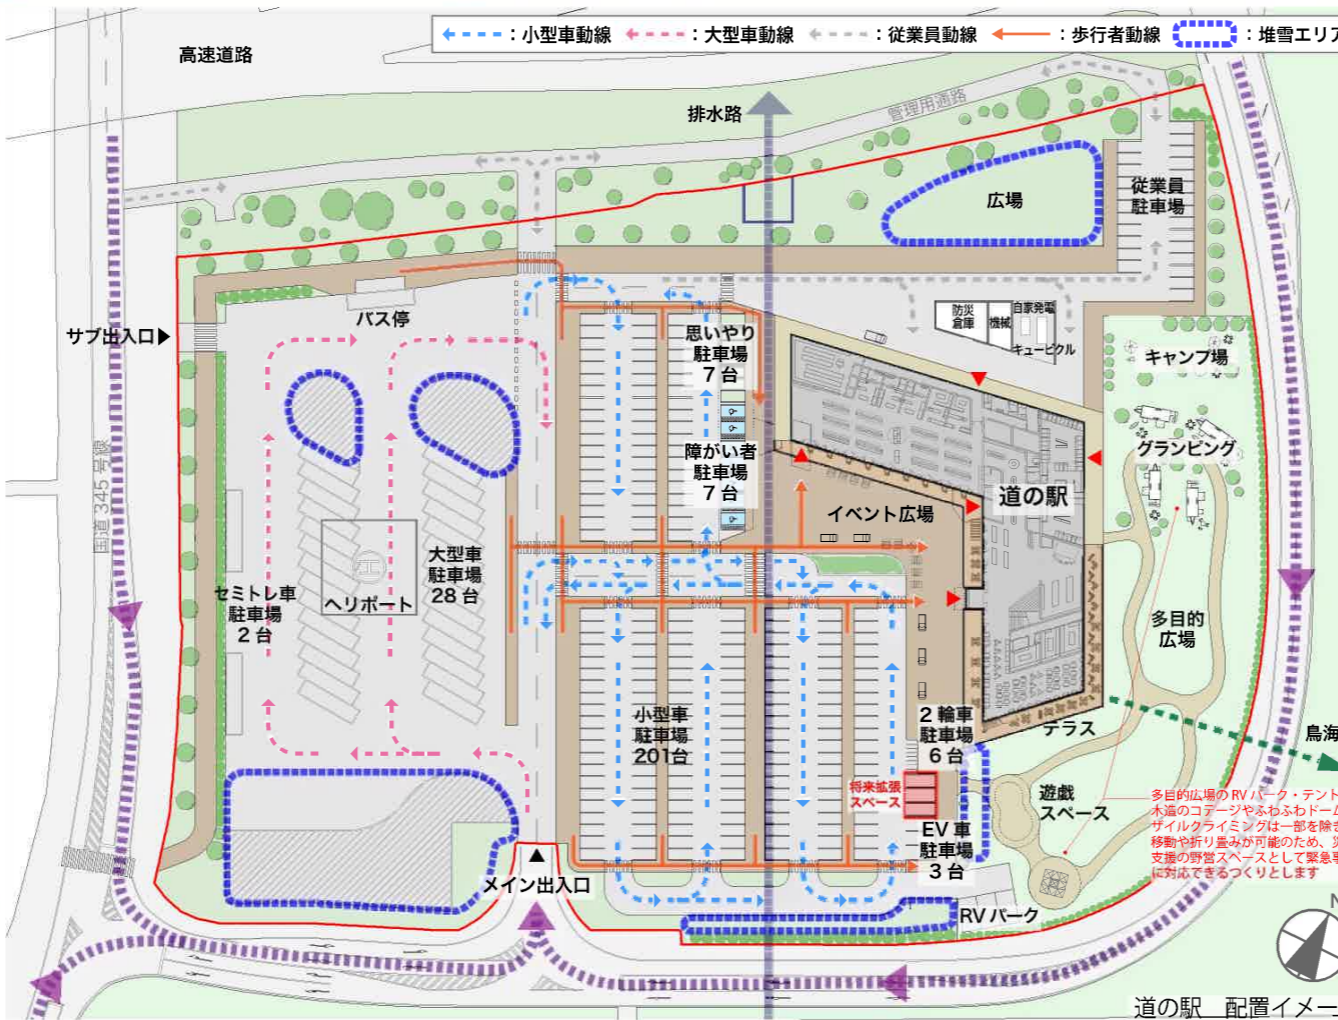 ：小型車動線
：大型車動線
：従業員動線
：歩行者動線
：堆雪エリア
高速道路
排水路
管理用通路
広場
従業員
駐車場
バス停
サブ出入口▶
国道 345 号線
思いやり
駐車場
7 台
防災
倉庫
機械
自家発電
キュービクル
キャンプ場
障がい者
駐車場
7 台
グランピング
道の駅
イベント広場
大型車
駐車場
28 台
ヘリポート
セミトレ車
駐車場
2 台
多目的
広場
小型車
駐車場
201台
2 輪車
駐車場
6 台
テラス
鳥海
将来拡張
スペース
遊戯
スペース
EV 車
駐車場
3 台
多目的広場の RV パーク・テント
木造のコテージやふわふわドーム
ザイルクライミングは一部を除き
移動や折り畳みが可能のため、災
支援の野営スペースとして緊急事
に対応できるつくりとします
▲
メイン出入口
RV パーク
N
道の駅　配置イメー